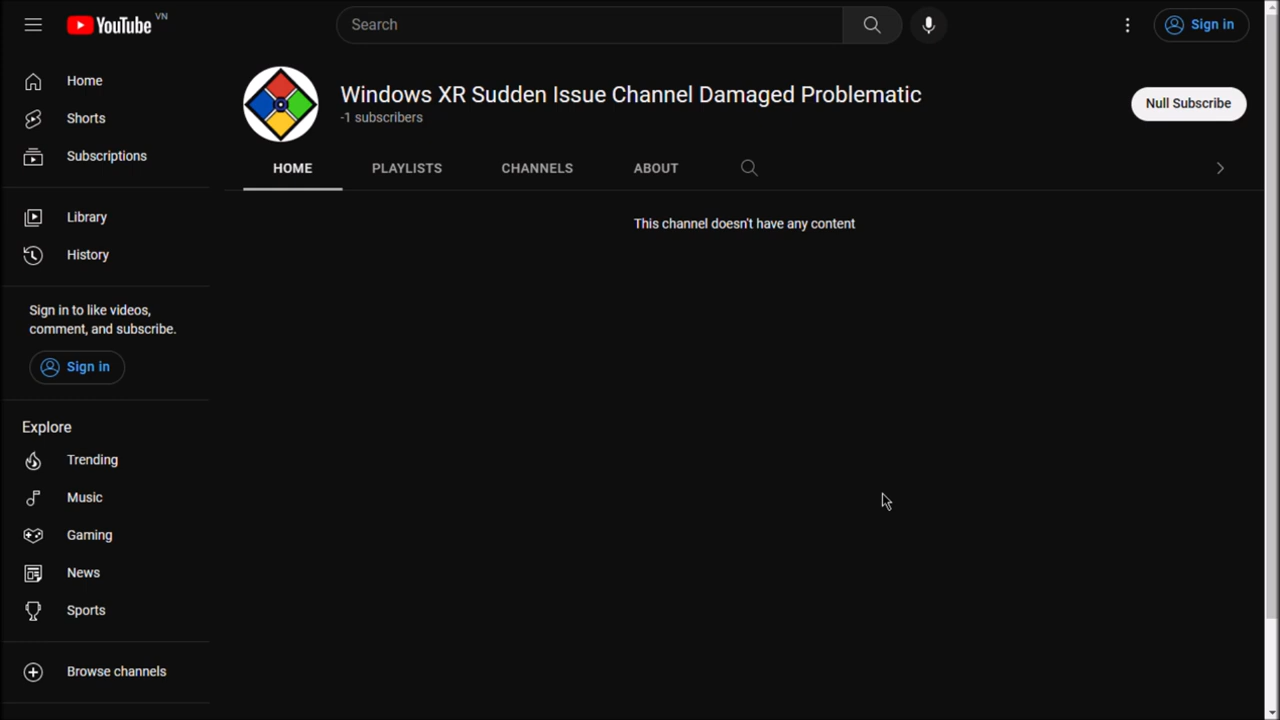 YouTube VN
Search
Sign in
Home
Shorts
Subscriptions
Library
History
Sign in to like videos,
comment, and subscribe.
Sign in
Explore
Trending
Music
Gaming
News
Sports
Browse channels
Windows XR Sudden Issue Channel Damaged Problematic
-1 subscribers
Null Subscribe
HOME PLAYLISTS CHANNELS ABOUT
This channel doesn't have any content